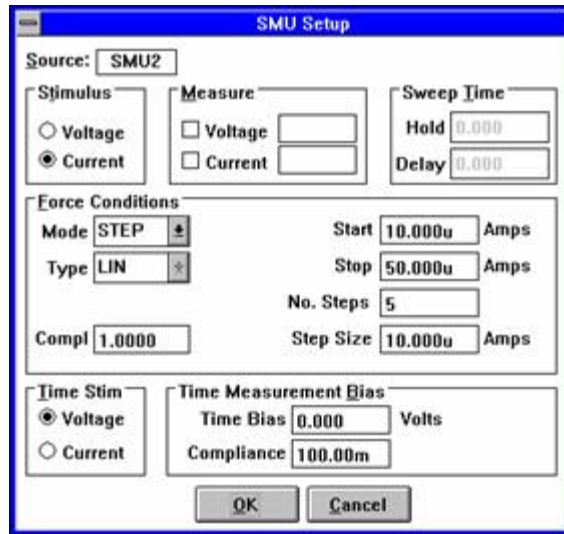 SMU Setup
Source: SMU2
Stimulus
Voltage
Current
Measure
Voltage
Current
Sweep Time
Hold 0.000
Delay 0.000
Force Conditions
Mode STEP
Type LIN
Compl 1.0000
Start 10.000u Amps
Stop 50.000u Amps
No. Steps 5
Step Size 10.000u Amps
Time Stim
Voltage
Current
Time Measurement Bias
Time Bias 0.000 Volts
Compliance 100.00m
OK
Cancel